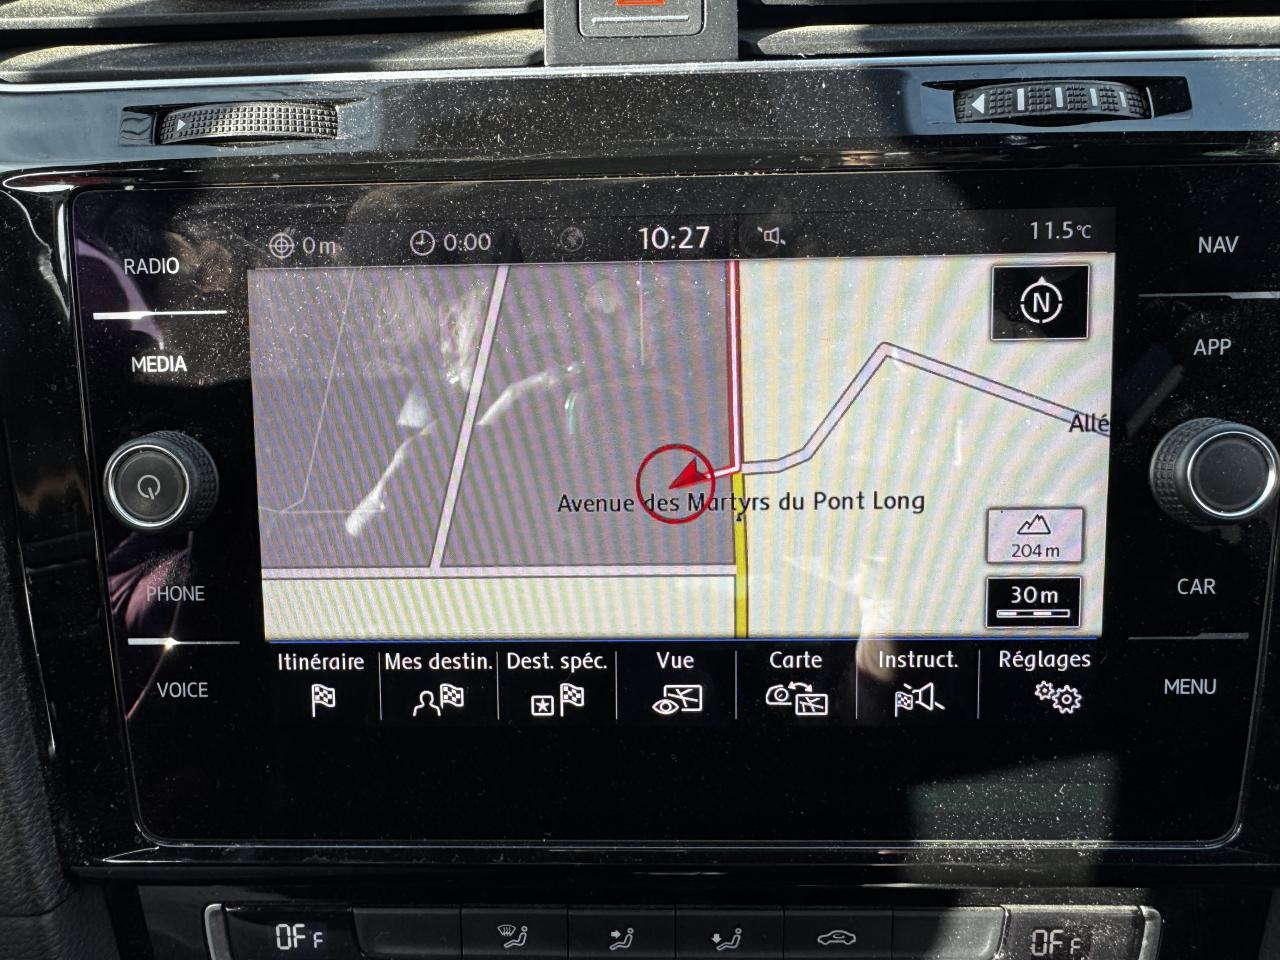 0 m 0:00 10:27 11.5°C
RADIO
MEDIA
PHONE
VOICE
NAV
APP
CAR
MENU
N
Allé
Avenue des Martyrs du Pont Long
204 m
30 m
Itinéraire
Mes destin.
Dest. spéc.
Vue
Carte
Instruct.
Réglages
OFF
OFF